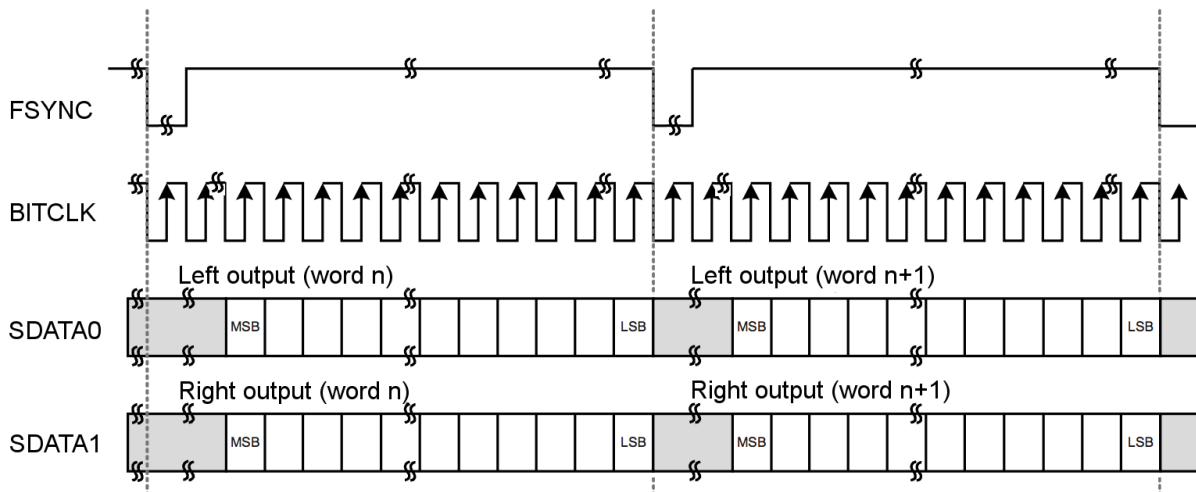 FSYNC
BITCLK
Left output (word n) Left output (word n+1)
SDATA0 MSB LSB MSB LSB
Right output (word n) Right output (word n+1)
SDATA1 MSB LSB MSB LSB